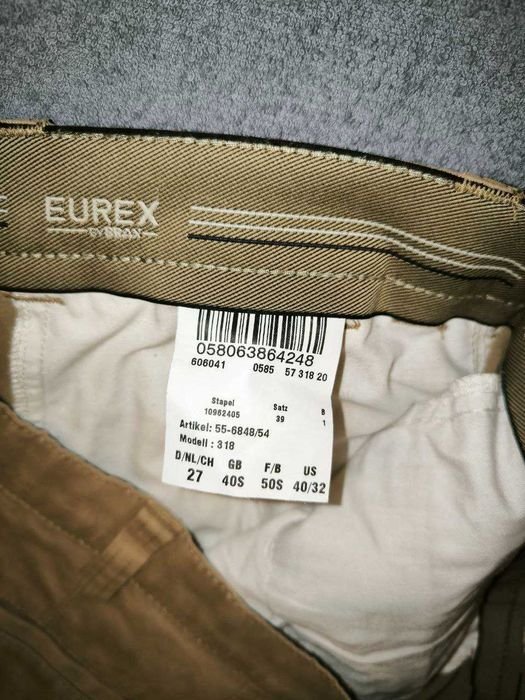 EUREX
BY BRAX
058063864248
606041 0585 57 318 20
Stapel Satz 8
10962405 39 1
Artikel: 55-6848/54
Modell : 318
D/NL/CH GB F/B US
27 40S 50S 40/32